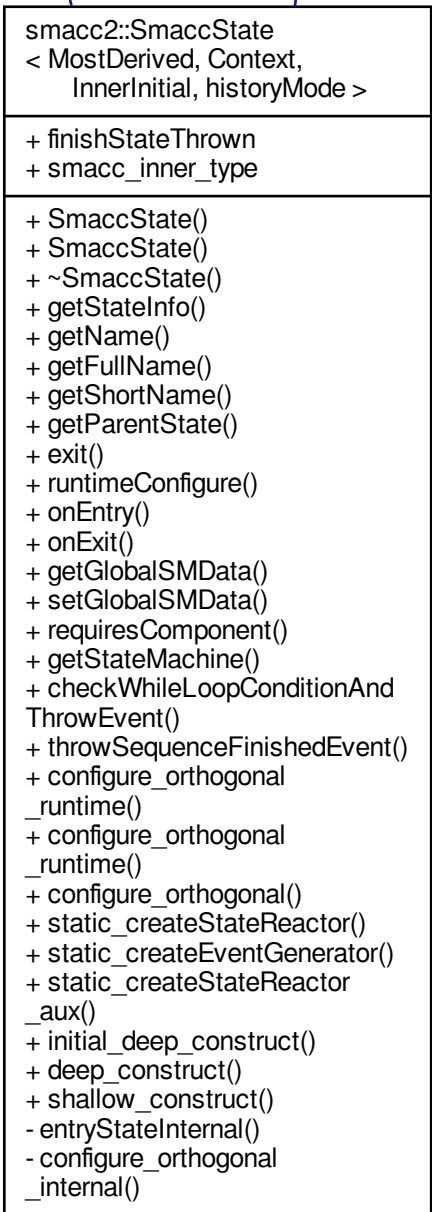 smacc2::SmaccState
< MostDerived, Context,
InnerInitial, historyMode >
+ finishStateThrown
+ smacc_inner_type
+ SmaccState()
+ SmaccState()
+ ~SmaccState()
+ getStateInfo()
+ getName()
+ getFullName()
+ getShortName()
+ getParentState()
+ exit()
+ runtimeConfigure()
+ onEntry()
+ onExit()
+ getGlobalSMData()
+ setGlobalSMData()
+ requiresComponent()
+ getStateMachine()
+ checkWhileLoopConditionAnd
ThrowEvent()
+ throwSequenceFinishedEvent()
+ configure_orthogonal
_runtime()
+ configure_orthogonal
_runtime()
+ configure_orthogonal()
+ static_createStateReactor()
+ static_createEventGenerator()
+ static_createStateReactor
_aux()
+ initial_deep_construct()
+ deep_construct()
+ shallow_construct()
- entryStateInternal()
- configure_orthogonal
_internal()